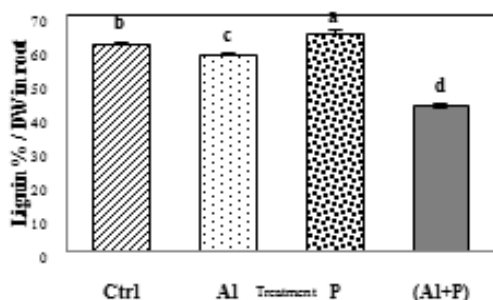 Lignin % / DW in root
70
60
50
40
30
20
10
0
b
c
a
d
Ctrl Al Treatment P (Al+P)